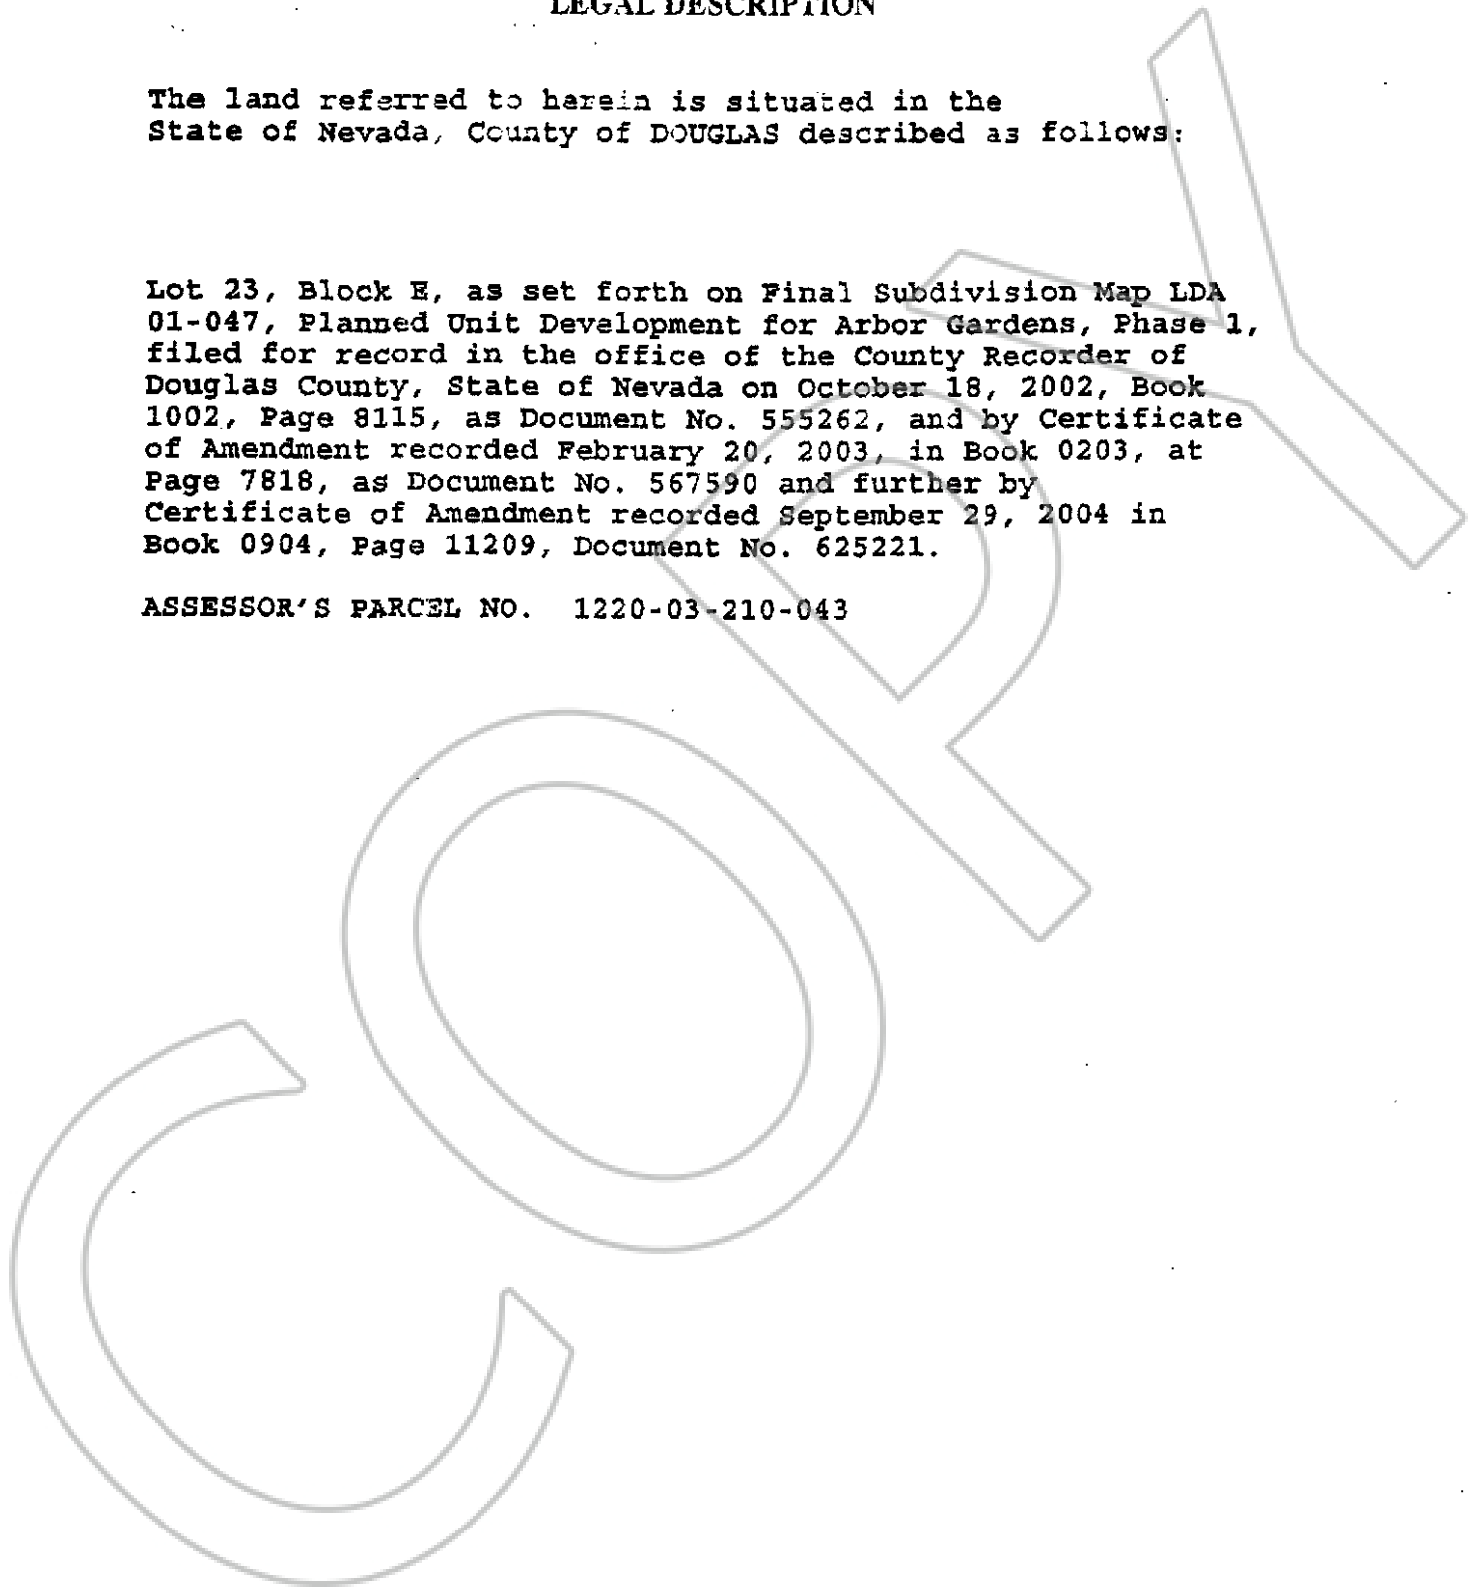 LEGAL DESCRIPTION
The land referred to herein is situated in the
State of Nevada, County of DOUGLAS described as follows:
Lot 23, Block E, as set forth on Final Subdivision Map LDA
01-047, Planned Unit Development for Arbor Gardens, Phase 1,
filed for record in the office of the County Recorder of
Douglas County, State of Nevada on October 18, 2002, Book
1002, Page 8115, as Document No. 555262, and by Certificate
of Amendment recorded February 20, 2003, in Book 0203, at
Page 7818, as Document No. 567590 and further by
Certificate of Amendment recorded September 29, 2004 in
Book 0904, Page 11209, Document No. 625221.
ASSESSOR'S PARCEL NO. 1220-03-210-043
COPY